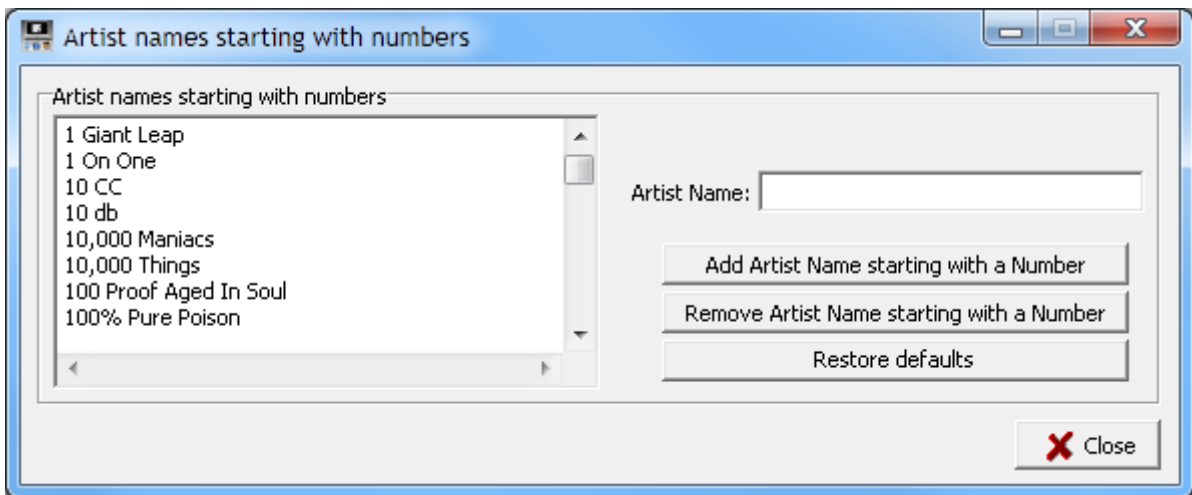 Artist names starting with numbers
Artist names starting with numbers
1 Giant Leap
1 On One
10 CC
10 db
10,000 Maniacs
10,000 Things
100 Proof Aged In Soul
100% Pure Poison
Artist Name:
Add Artist Name starting with a Number
Remove Artist Name starting with a Number
Restore defaults
Close